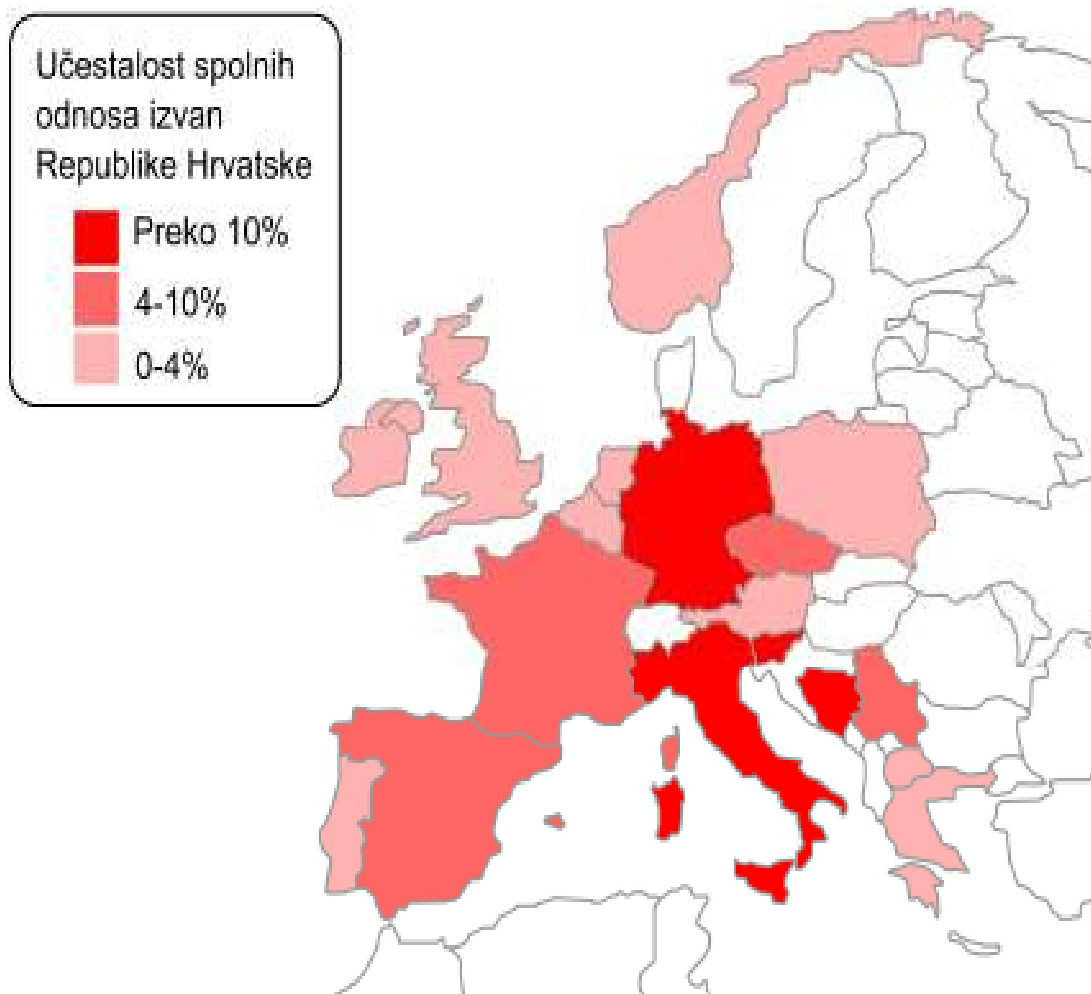 Učestalost spolnih
odnosa izvan
Republike Hrvatske
Preko 10%
4-10%
0-4%